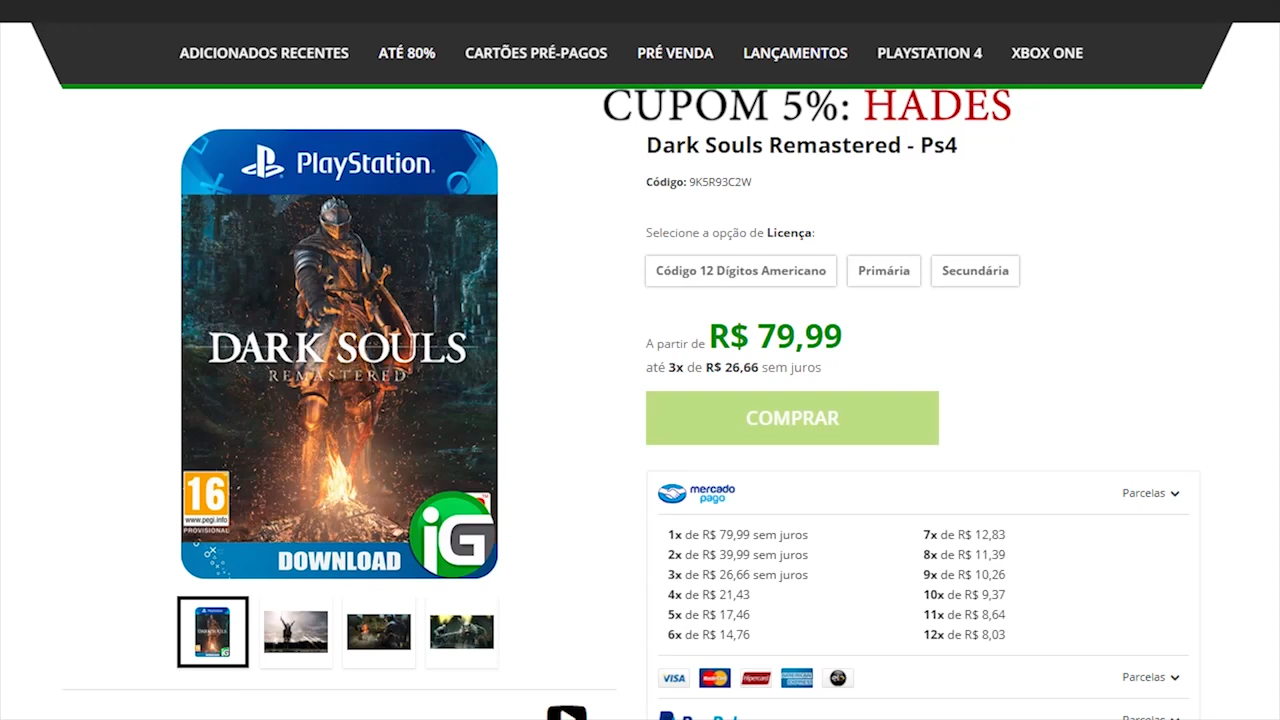 ADICIONADOS RECENTES ATÉ 80% CARTÕES PRÉ-PAGOS PRÉ VENDA LANÇAMENTOS PLAYSTATION 4 XBOX ONE
CUPOM 5%: HADES
Dark Souls Remastered - Ps4
Código: 9K5R93C2W
Selecione a opção de Licença:
Código 12 Dígitos Americano Primária Secundária
A partir de R$ 79,99
até 3x de R$ 26,66 sem juros
COMPRAR
PlayStation
DARK SOULS
REMASTERED
16
www.pegi.info
PROVISIONAL
DOWNLOAD
iG
mercado
pago
Parcelas
1x de R$ 79,99 sem juros
2x de R$ 39,99 sem juros
3x de R$ 26,66 sem juros
4x de R$ 21,43
5x de R$ 17,46
6x de R$ 14,76
7x de R$ 12,83
8x de R$ 11,39
9x de R$ 10,26
10x de R$ 9,37
11x de R$ 8,64
12x de R$ 8,03
VISA MasterCard Hipercard AMERICAN EXPRESS elo
Parcelas